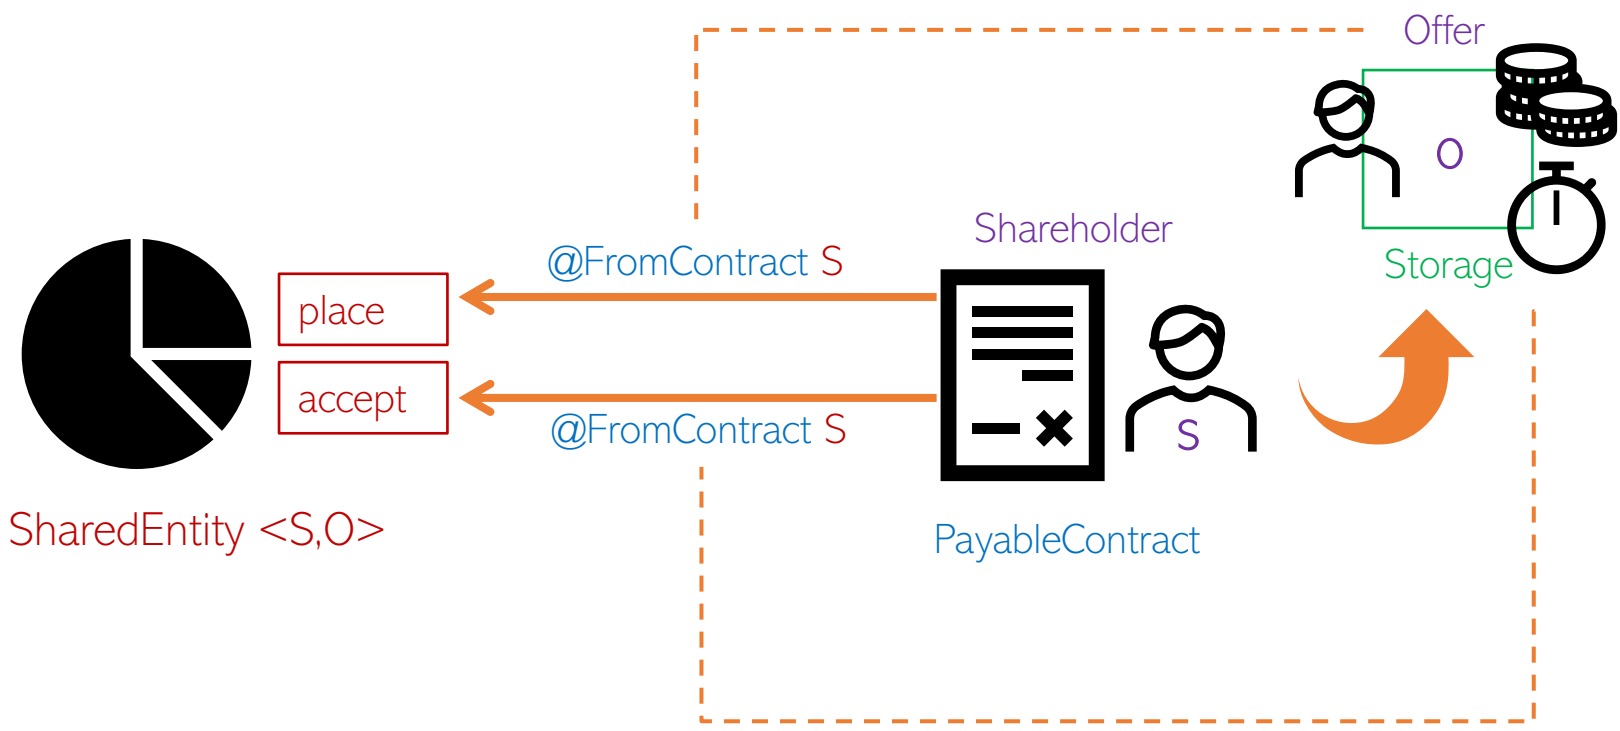 Offer
O
Shareholder
Storage
@FromContract S
place
accept
@FromContract S
S
SharedEntity <S,O>
PayableContract